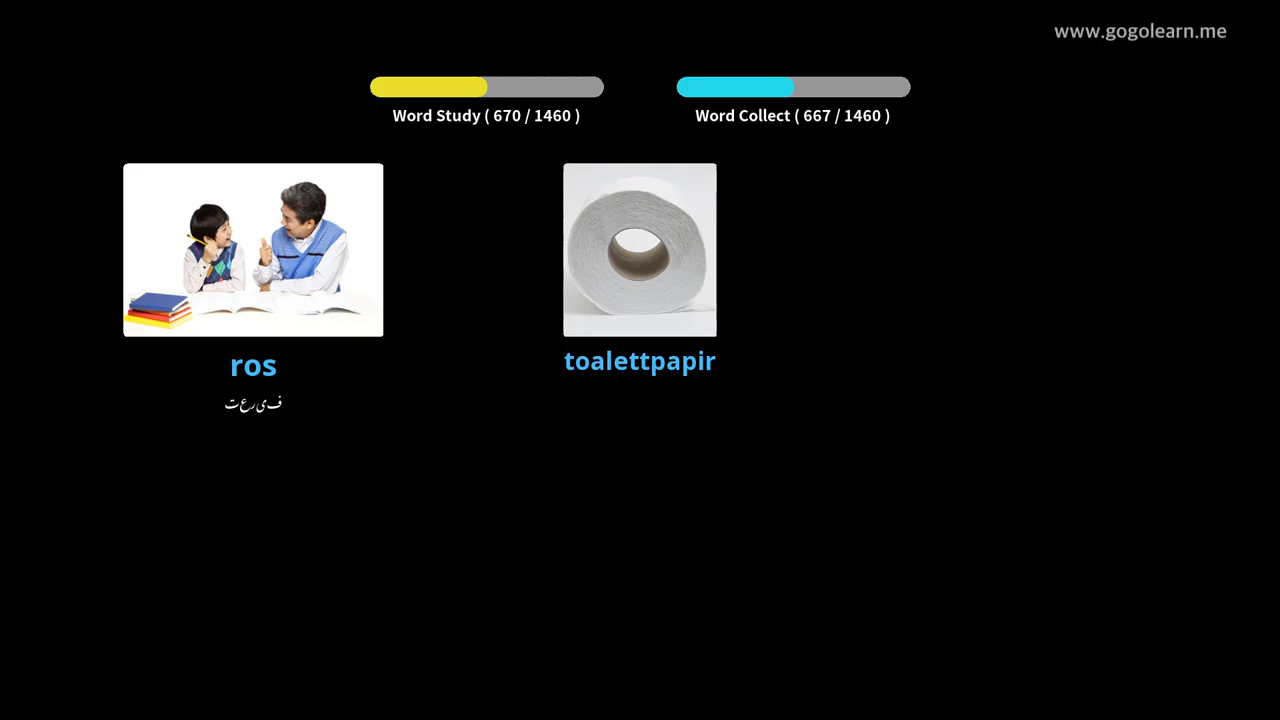 www.gogolearn.me
Word Study ( 670 / 1460 )
Word Collect ( 667 / 1460 )
ros
تعریف
toalettpapir